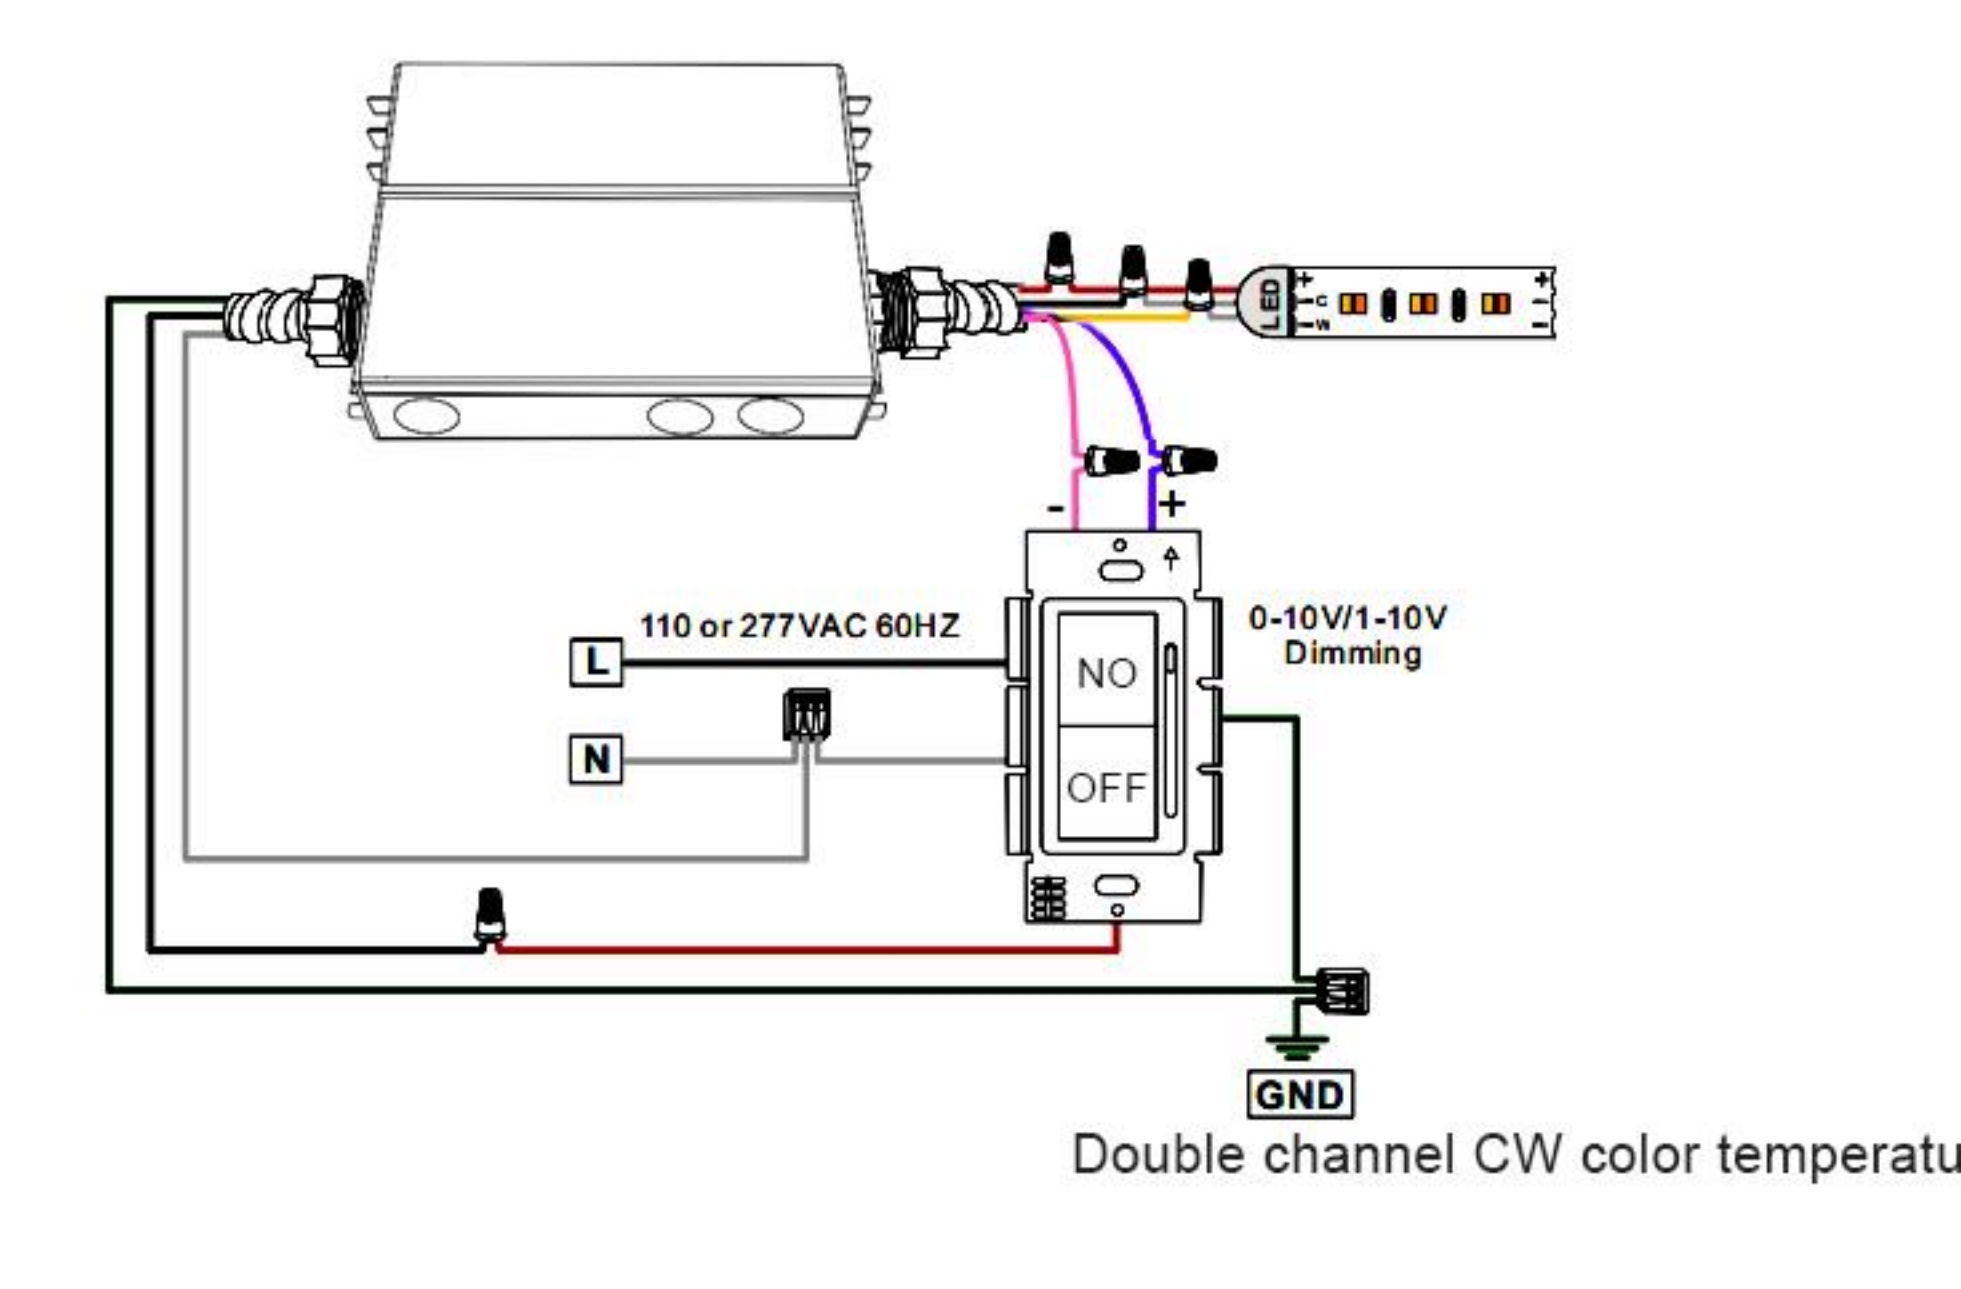 LED
+
C
W
+
-
-
- +
110 or 277VAC 60HZ
0-10V/1-10V
Dimming
L
NO
N
OFF
GND
Double channel CW color temperatu